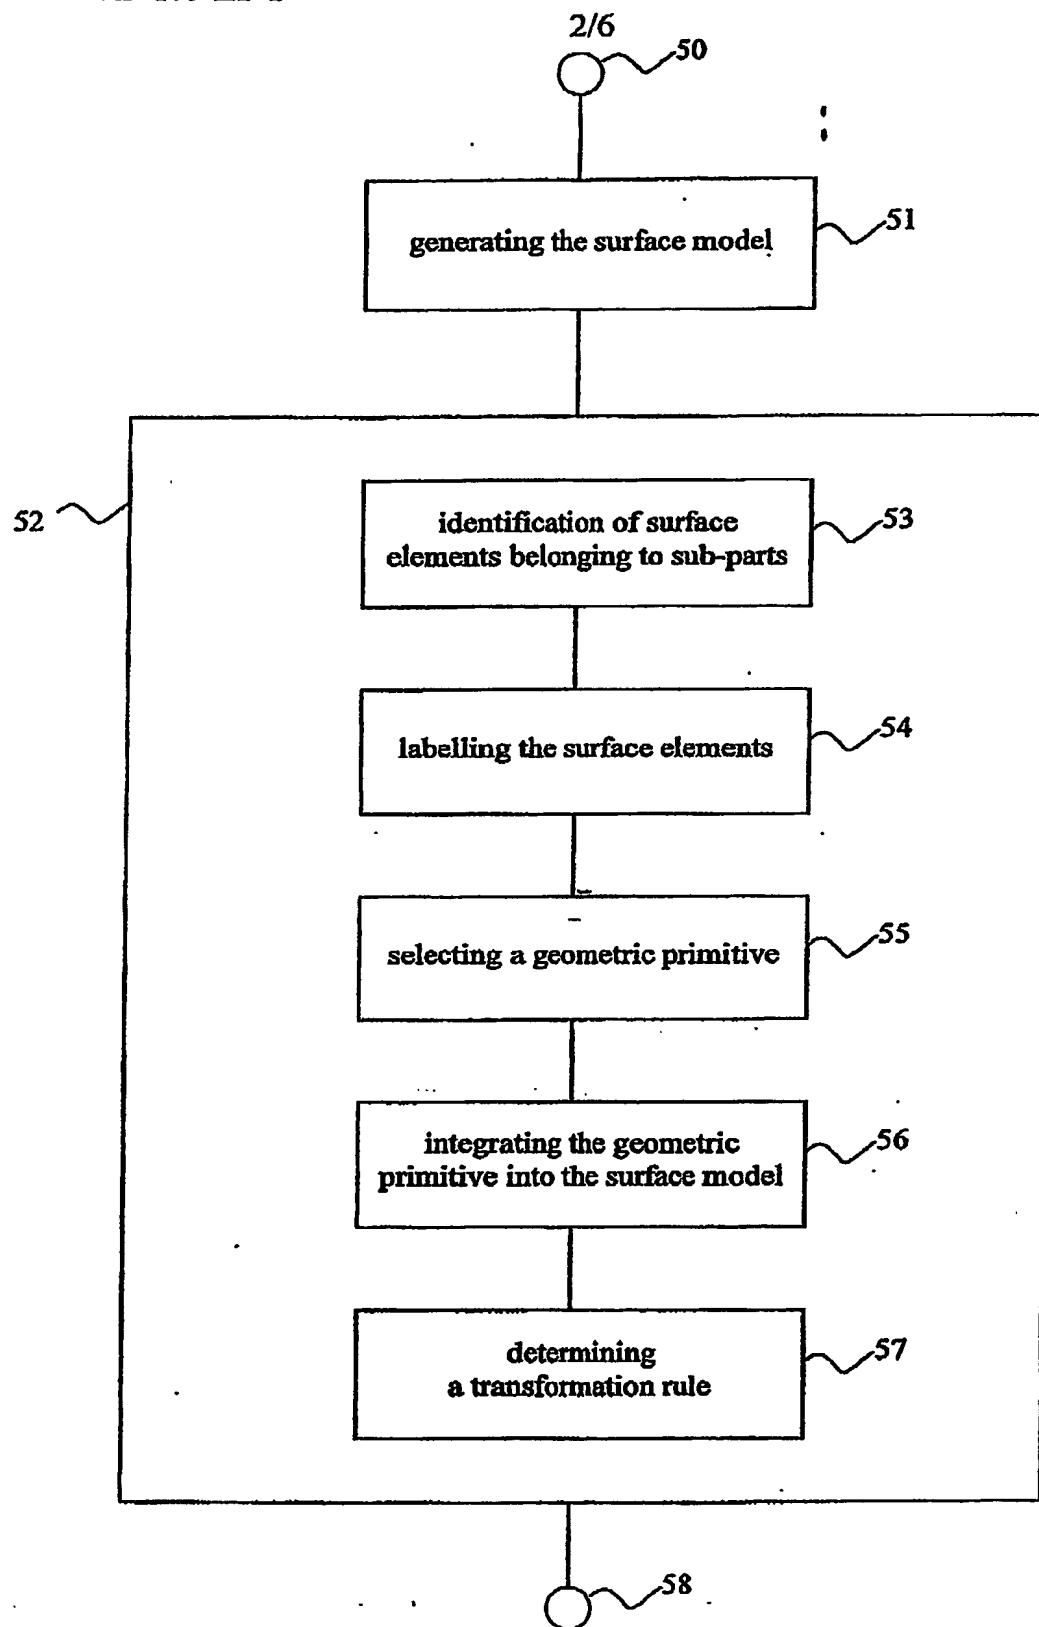 2/6
50
generating the surface model
51
52
identification of surface
elements belonging to sub-parts
53
labelling the surface elements
54
selecting a geometric primitive
55
integrating the geometric
primitive into the surface model
56
determining
a transformation rule
57
58